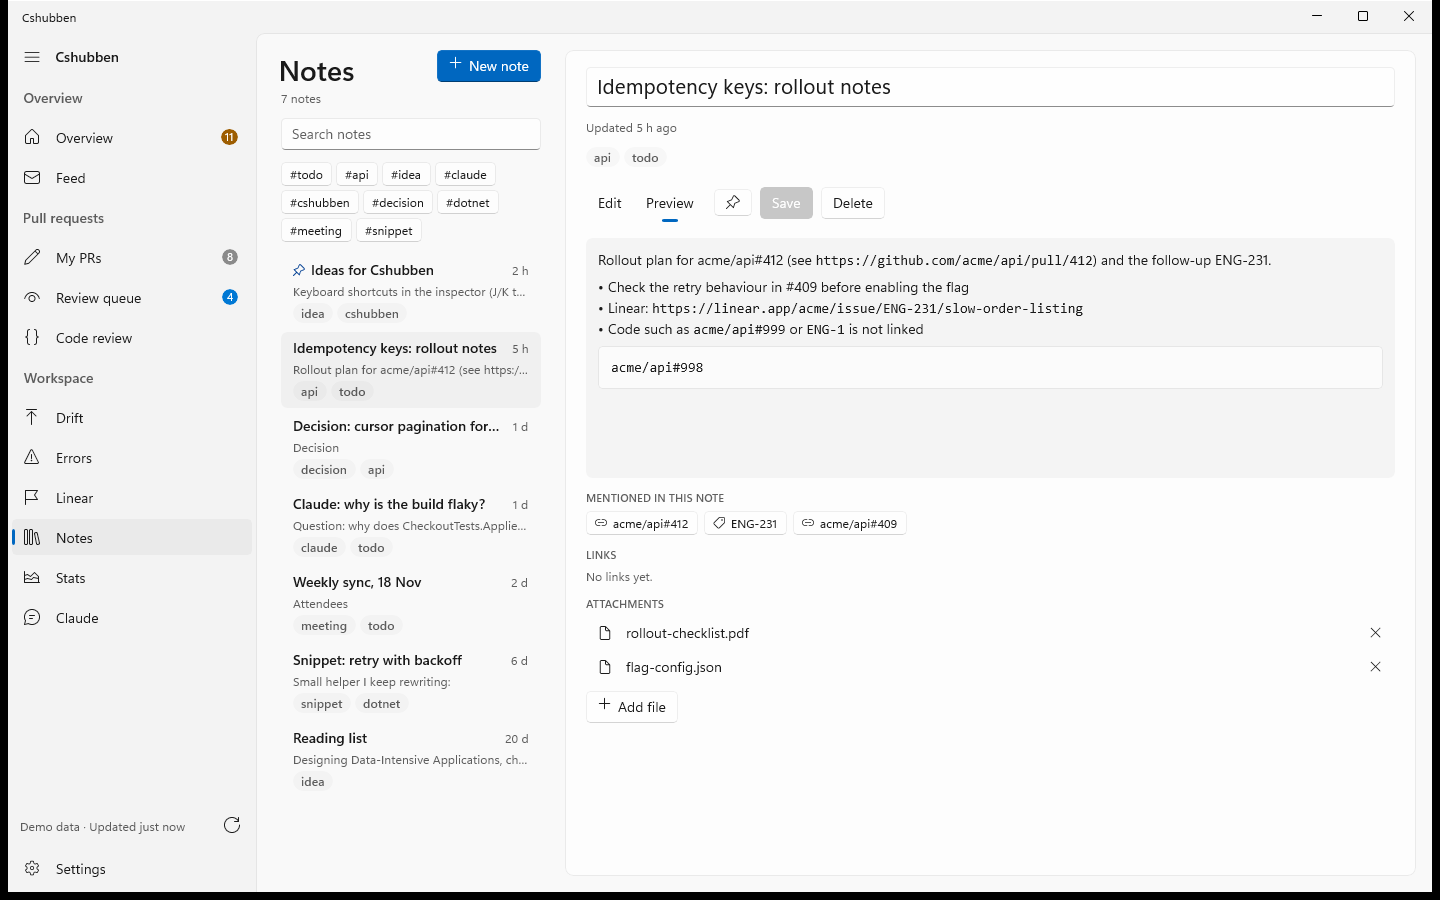 Cshubben
Cshubben
Overview
Overview 11
Feed
Pull requests
My PRs 8
Review queue 4
Code review
Workspace
Drift
Errors
Linear
Notes
Stats
Claude
Demo data · Updated just now
Settings
Notes
New note
7 notes
Search notes
#todo #api #idea #claude
#cshubben #decision #dotnet
#meeting #snippet
Ideas for Cshubben 2 h
Keyboard shortcuts in the inspector (J/K t...
idea cshubben
Idempotency keys: rollout notes 5 h
Rollout plan for acme/api#412 (see https:/...
api todo
Decision: cursor pagination for... 1 d
Decision
decision api
Claude: why is the build flaky? 1 d
Question: why does CheckoutTests.Applie...
claude todo
Weekly sync, 18 Nov 2 d
Attendees
meeting todo
Snippet: retry with backoff 6 d
Small helper I keep rewriting:
snippet dotnet
Reading list 20 d
Designing Data-Intensive Applications, ch...
idea
Idempotency keys: rollout notes
Updated 5 h ago
api todo
Edit Preview Save Delete
Rollout plan for acme/api#412 (see https://github.com/acme/api/pull/412) and the follow-up ENG-231.
• Check the retry behaviour in #409 before enabling the flag
• Linear: https://linear.app/acme/issue/ENG-231/slow-order-listing
• Code such as acme/api#999 or ENG-1 is not linked
acme/api#998
MENTIONED IN THIS NOTE
acme/api#412 ENG-231 acme/api#409
LINKS
No links yet.
ATTACHMENTS
rollout-checklist.pdf
flag-config.json
Add file